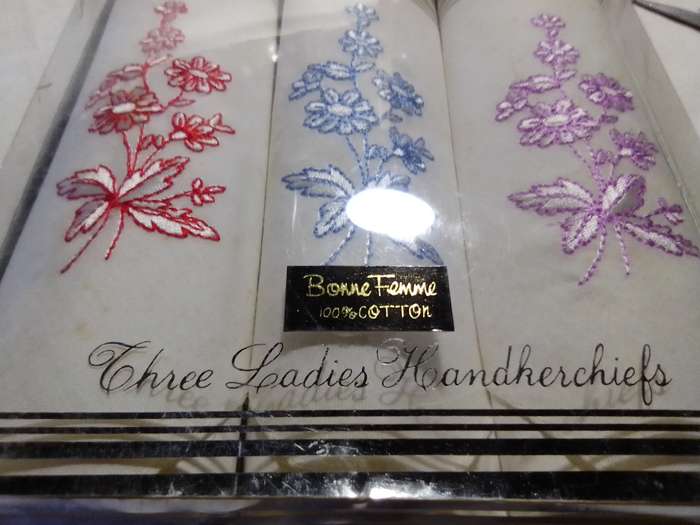 Bonne Femme
100% COTTON
Three Ladies Handkerchiefs